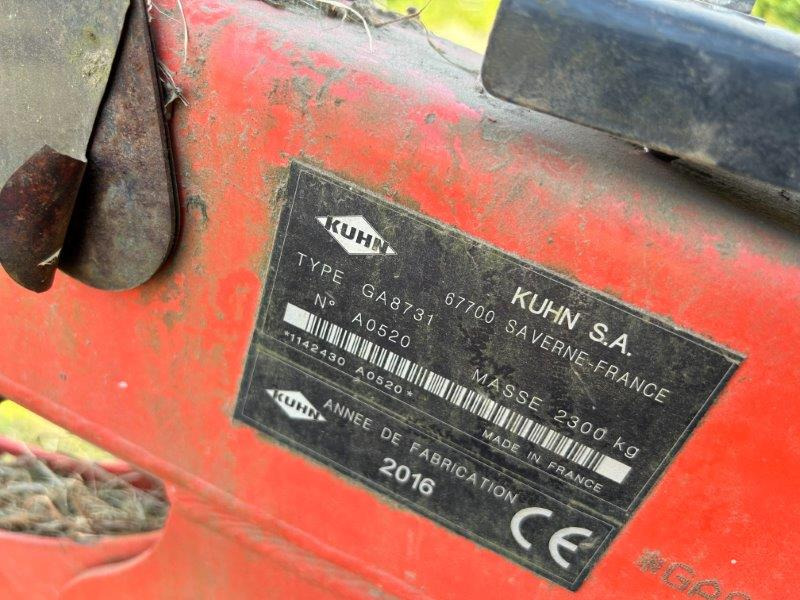 KUHN
KUHN S.A.
67700 SAVERNE-FRANCE
TYPE GA8731
N° A0520
MASSE 2300 kg
*1142430 A0520*
MADE IN FRANCE
KUHN
ANNEE DE FABRICATION
2016
CE